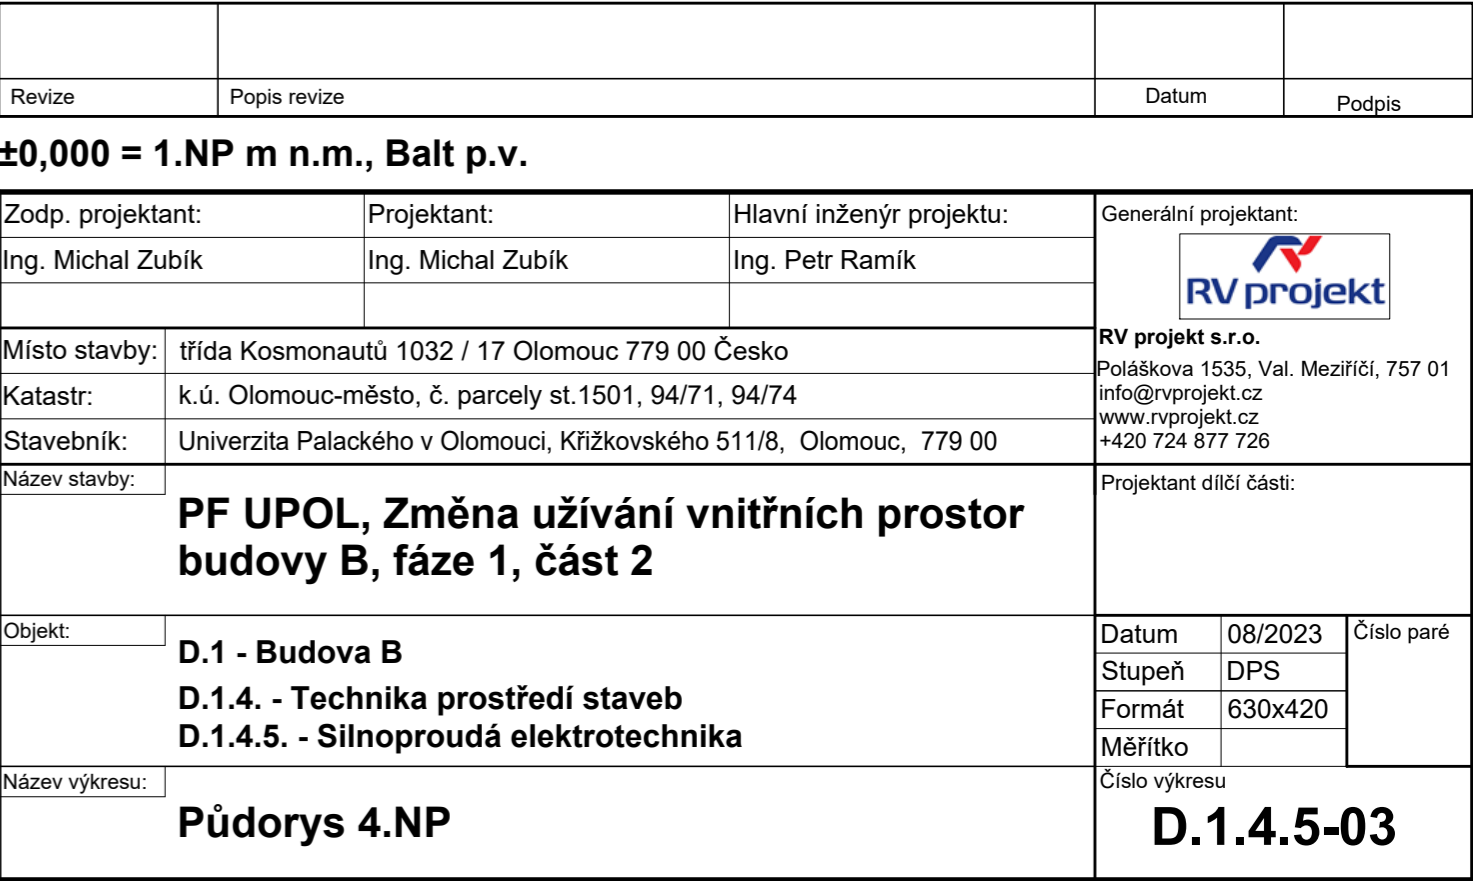 Revize Popis revize Datum Podpis
±0,000 = 1.NP m n.m., Balt p.v.
Zodp. projektant: Projektant: Hlavní inženýr projektu:
Ing. Michal Zubík Ing. Michal Zubík Ing. Petr Ramík
Generální projektant:
RV projekt
RV projekt s.r.o.
Poláškova 1535, Val. Meziříčí, 757 01
info@rvprojekt.cz
www.rvprojekt.cz
+420 724 877 726
Místo stavby: třída Kosmonautů 1032 / 17 Olomouc 779 00 Česko
Katastr: k.ú. Olomouc-město, č. parcely st.1501, 94/71, 94/74
Stavebník: Univerzita Palackého v Olomouci, Křižkovského 511/8, Olomouc, 779 00
Název stavby:
PF UPOL, Změna užívání vnitřních prostor
budovy B, fáze 1, část 2
Projektant dílčí části:
Objekt:
D.1 - Budova B
D.1.4. - Technika prostředí staveb
D.1.4.5. - Silnoproudá elektrotechnika
Datum 08/2023 Číslo paré
Stupeň DPS
Formát 630x420
Měřítko
Název výkresu:
Půdorys 4.NP
Číslo výkresu
D.1.4.5-03